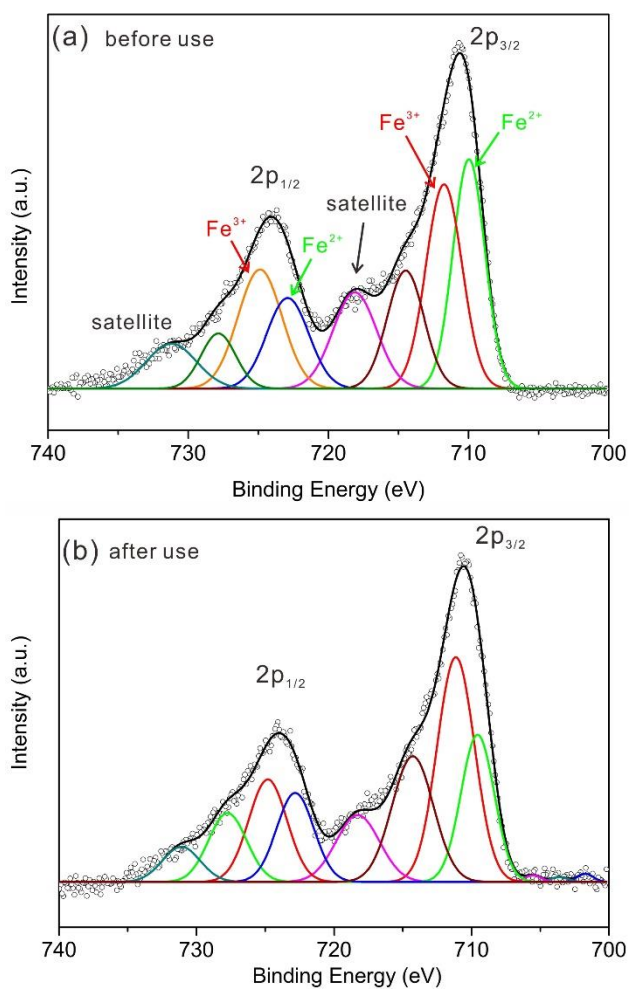 (a) before use
2p3/2
Fe3+
Fe2+
2p1/2
satellite
Fe3+
Fe2+
satellite
Intensity (a.u.)
740 730 720 710 700
Binding Energy (eV)
(b) after use
2p3/2
2p1/2
Intensity (a.u.)
740 730 720 710 700
Binding Energy (eV)